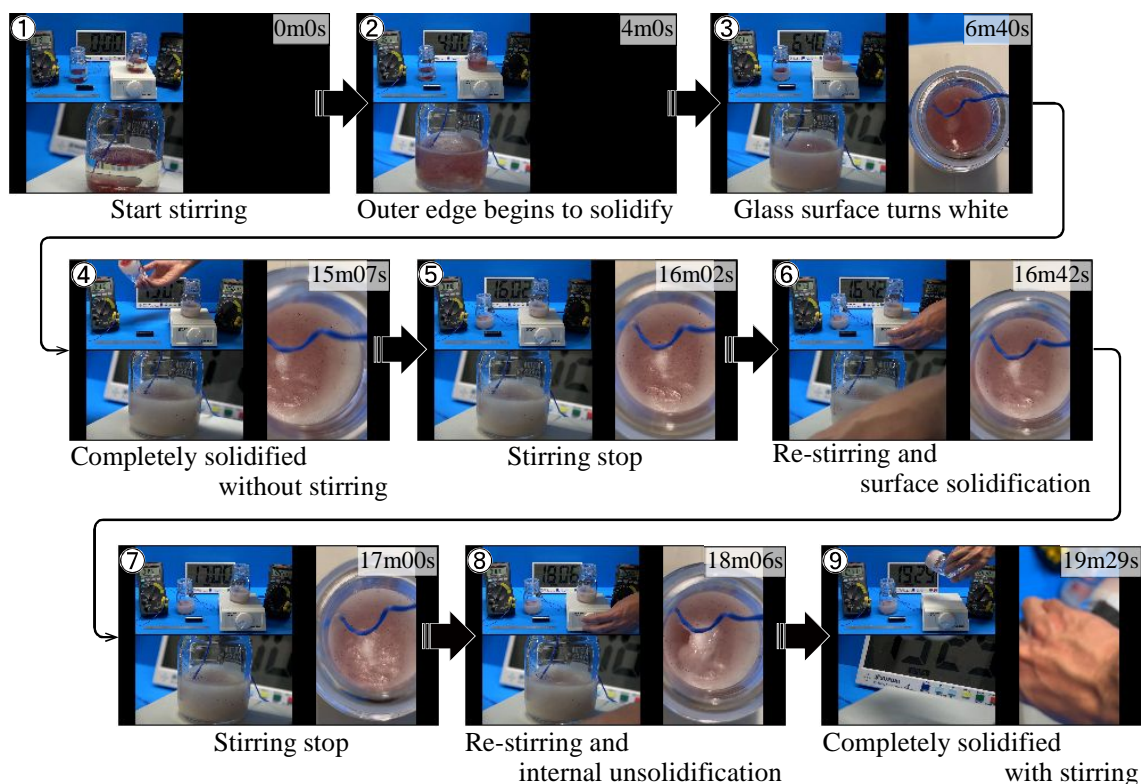 ① 0m0s
② 4m0s
③ 6m40s
Start stirring
Outer edge begins to solidify
Glass surface turns white
④ 15m07s
⑤ 16m02s
⑥ 16m42s
Completely solidified
without stirring
Stirring stop
Re-stirring and
surface solidification
⑦ 17m00s
⑧ 18m06s
⑨ 19m29s
Stirring stop
Re-stirring and
internal unsolidification
Completely solidified
with stirring